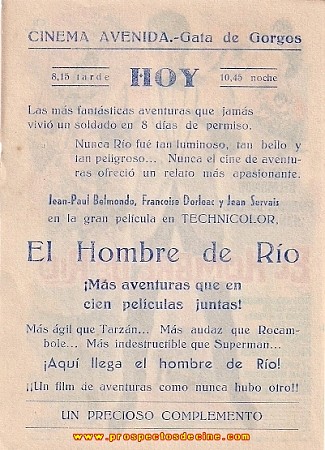 CINEMA AVENIDA.-Gata de Gorgos
8,15 tarde HOY 10,45 noche
Las más fantásticas aventuras que jamás
vivió un soldado en 8 días de permiso.
Nunca Río fué tan luminoso, tan bello y
tan peligroso... Nunca el cine de aventu-
ras ofreció un relato más apasionante.
Jean-Paul Belmondo, Francoise Dorleac y Jean Servais
en la gran película en TECHNICOLOR,
El Hombre de Río
¡Más aventuras que en
cien películas juntas!
Más ágil que Tarzán... Más audaz que Rocam-
bole... Más indestructible que Superman...
¡Aquí llega el hombre de Río!
¡¡Un film de aventuras como nunca hubo otro!!
UN PRECIOSO COMPLEMENTO
www.prospectosdecine.com